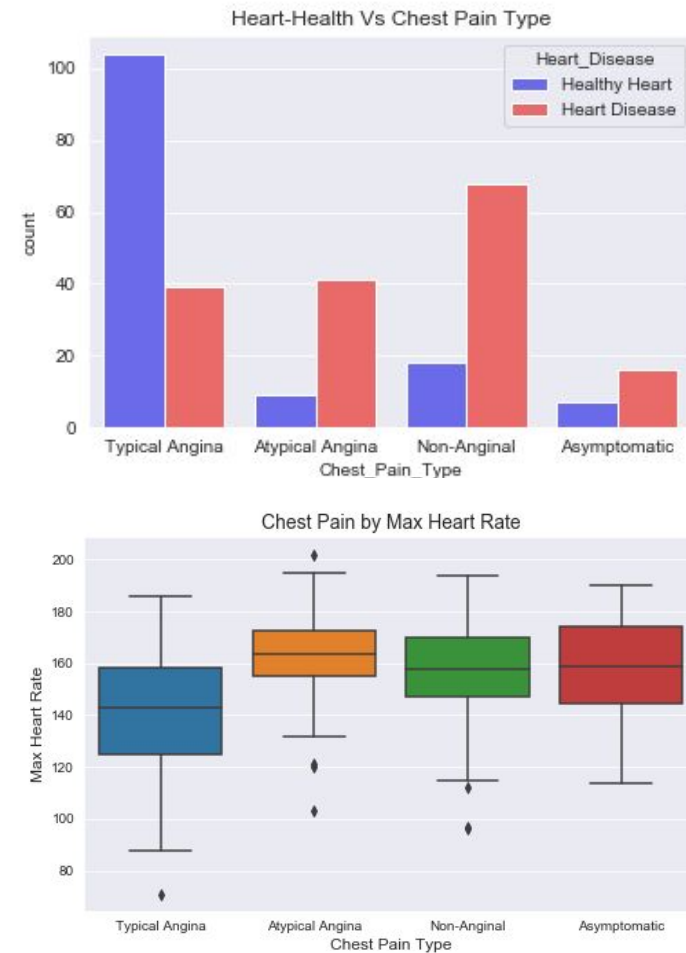 Heart-Health Vs Chest Pain Type
Heart_Disease
Healthy Heart
Heart Disease
100
80
60
40
20
0
count
Typical Angina Atypical Angina Non-Anginal Asymptomatic
Chest_Pain_Type
Chest Pain by Max Heart Rate
200
180
160
140
120
100
80
Max Heart Rate
Typical Angina Atypical Angina Non-Anginal Asymptomatic
Chest Pain Type